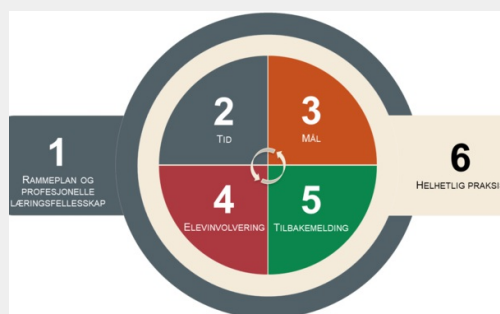 1
RAMMEPLAN OG
PROFESJONELLE
LÆRINGSFELLESSKAP
2
TID
3
MÅL
4
ELEVINVOLVERING
5
TILBAKEMELDING
6
HELHETLIG PRAKSI